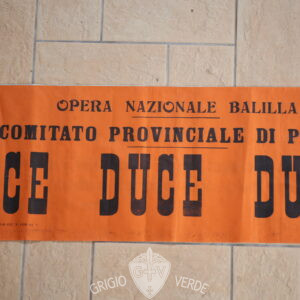 OPERA NAZIONALE BALILLA
COMITATO PROVINCIALE DI P
CE DUCE DU
GRIGIO VERDE